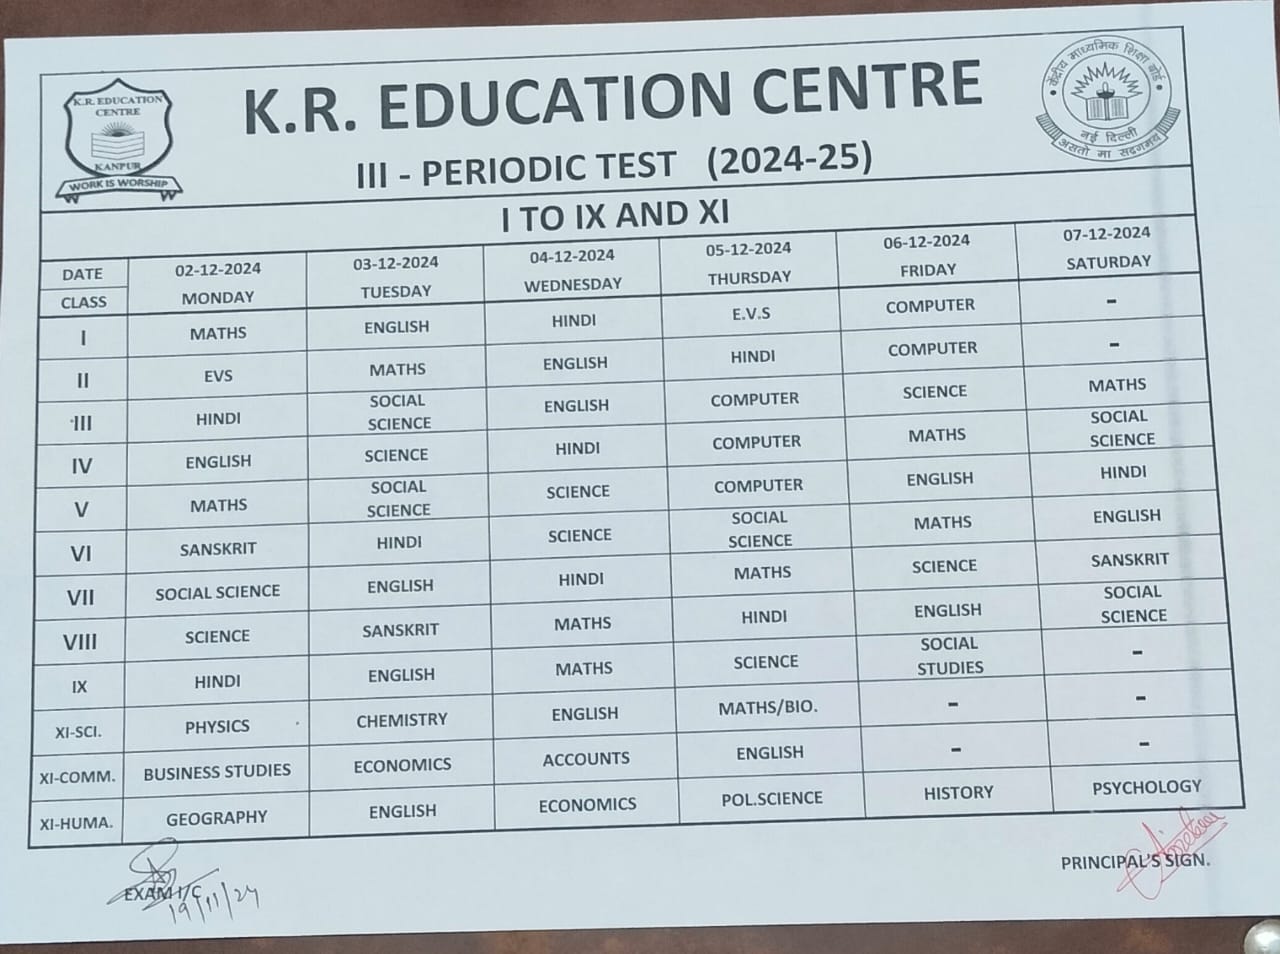 K.R. EDUCATION
CENTRE
KANPUR
WORK IS WORSHIP
K.R. EDUCATION CENTRE
III - PERIODIC TEST (2024-25)
केंद्रीय माध्यमिक शिक्षा बोर्ड
नई दिल्ली
असतो मा सद्गमय
I TO IX AND XI
DATE 02-12-2024 03-12-2024 04-12-2024 05-12-2024 06-12-2024 07-12-2024
CLASS MONDAY TUESDAY WEDNESDAY THURSDAY FRIDAY SATURDAY
I MATHS ENGLISH HINDI E.V.S COMPUTER -
II EVS MATHS ENGLISH HINDI COMPUTER -
III HINDI SOCIAL SCIENCE ENGLISH COMPUTER SCIENCE MATHS
IV ENGLISH SCIENCE HINDI COMPUTER MATHS SOCIAL SCIENCE
V MATHS SOCIAL SCIENCE SCIENCE COMPUTER ENGLISH HINDI
VI SANSKRIT HINDI SCIENCE SOCIAL SCIENCE MATHS ENGLISH
VII SOCIAL SCIENCE ENGLISH HINDI MATHS SCIENCE SANSKRIT
VIII SCIENCE SANSKRIT MATHS HINDI ENGLISH SOCIAL SCIENCE
IX HINDI ENGLISH MATHS SCIENCE SOCIAL STUDIES -
XI-SCI. PHYSICS CHEMISTRY ENGLISH MATHS/BIO. - -
XI-COMM. BUSINESS STUDIES ECONOMICS ACCOUNTS ENGLISH - -
XI-HUMA. GEOGRAPHY ENGLISH ECONOMICS POL.SCIENCE HISTORY PSYCHOLOGY
EXAM I/C
19/11/24
PRINCIPAL'S SIGN.